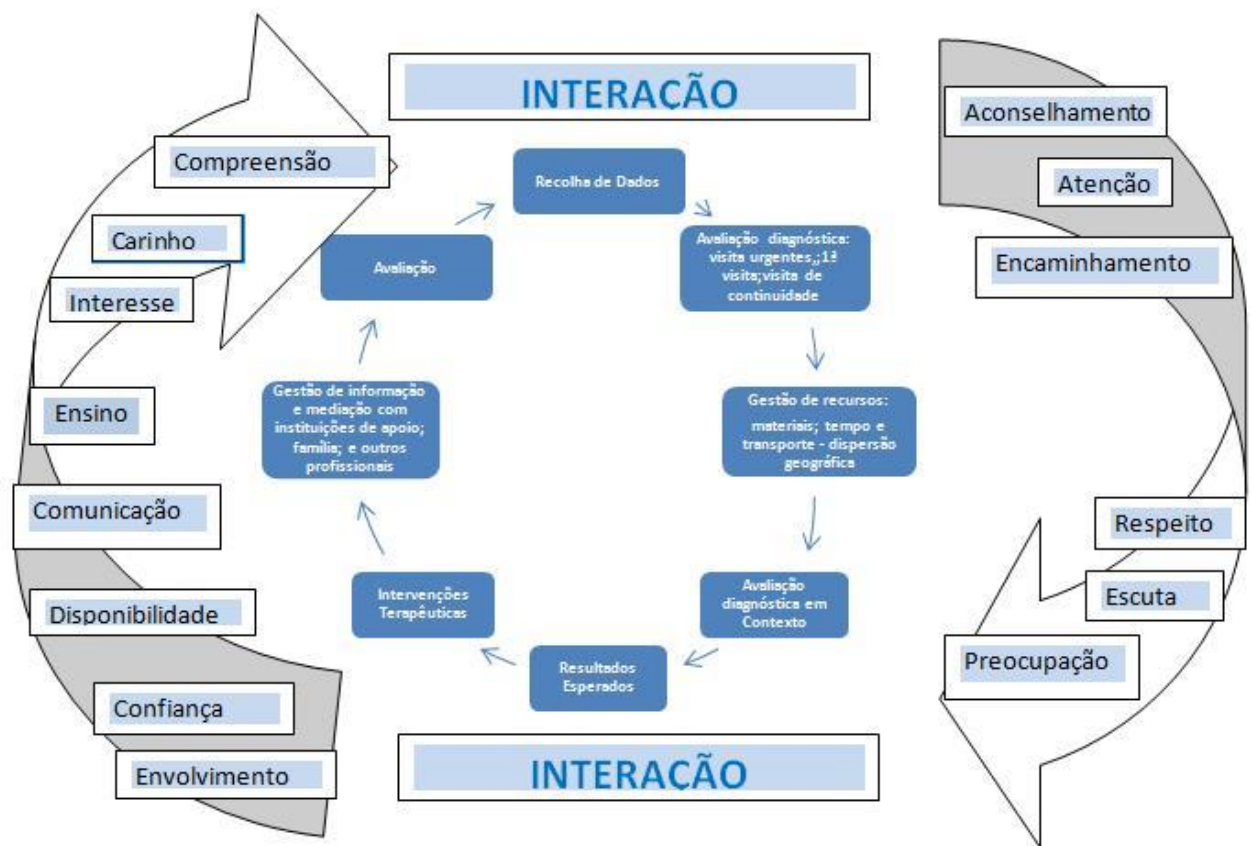 INTERAÇÃO
Compreensão
Carinho
Interesse
Ensino
Comunicação
Disponibilidade
Confiança
Envolvimento
Recolha de Dados
Avaliação diagnóstica:
visita urgentes,;1ª
visita;visita de
continuidade
Gestão de recursos:
materiais; tempo e
transporte - dispersão
geográfica
Avaliação
diagnóstica em
Contexto
Resultados
Esperados
Intervenções
Terapêuticas
Gestão de informação
e mediação com
instituições de apoio;
família; e outros
profissionais
Avaliação
Aconselhamento
Atenção
Encaminhamento
Respeito
Escuta
Preocupação
INTERAÇÃO